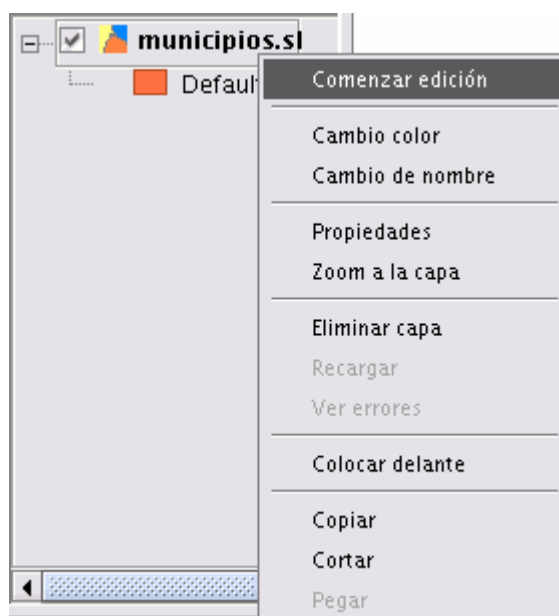 municipios.sl
Defaul
Comenzar edición
Cambio color
Cambio de nombre
Propiedades
Zoom a la capa
Eliminar capa
Recargar
Ver errores
Colocar delante
Copiar
Cortar
Pegar